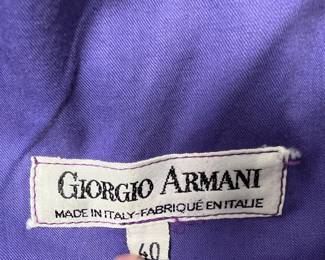 GIORGIO ARMANI
MADE IN ITALY-FABRIQUÉ EN ITALIE
40